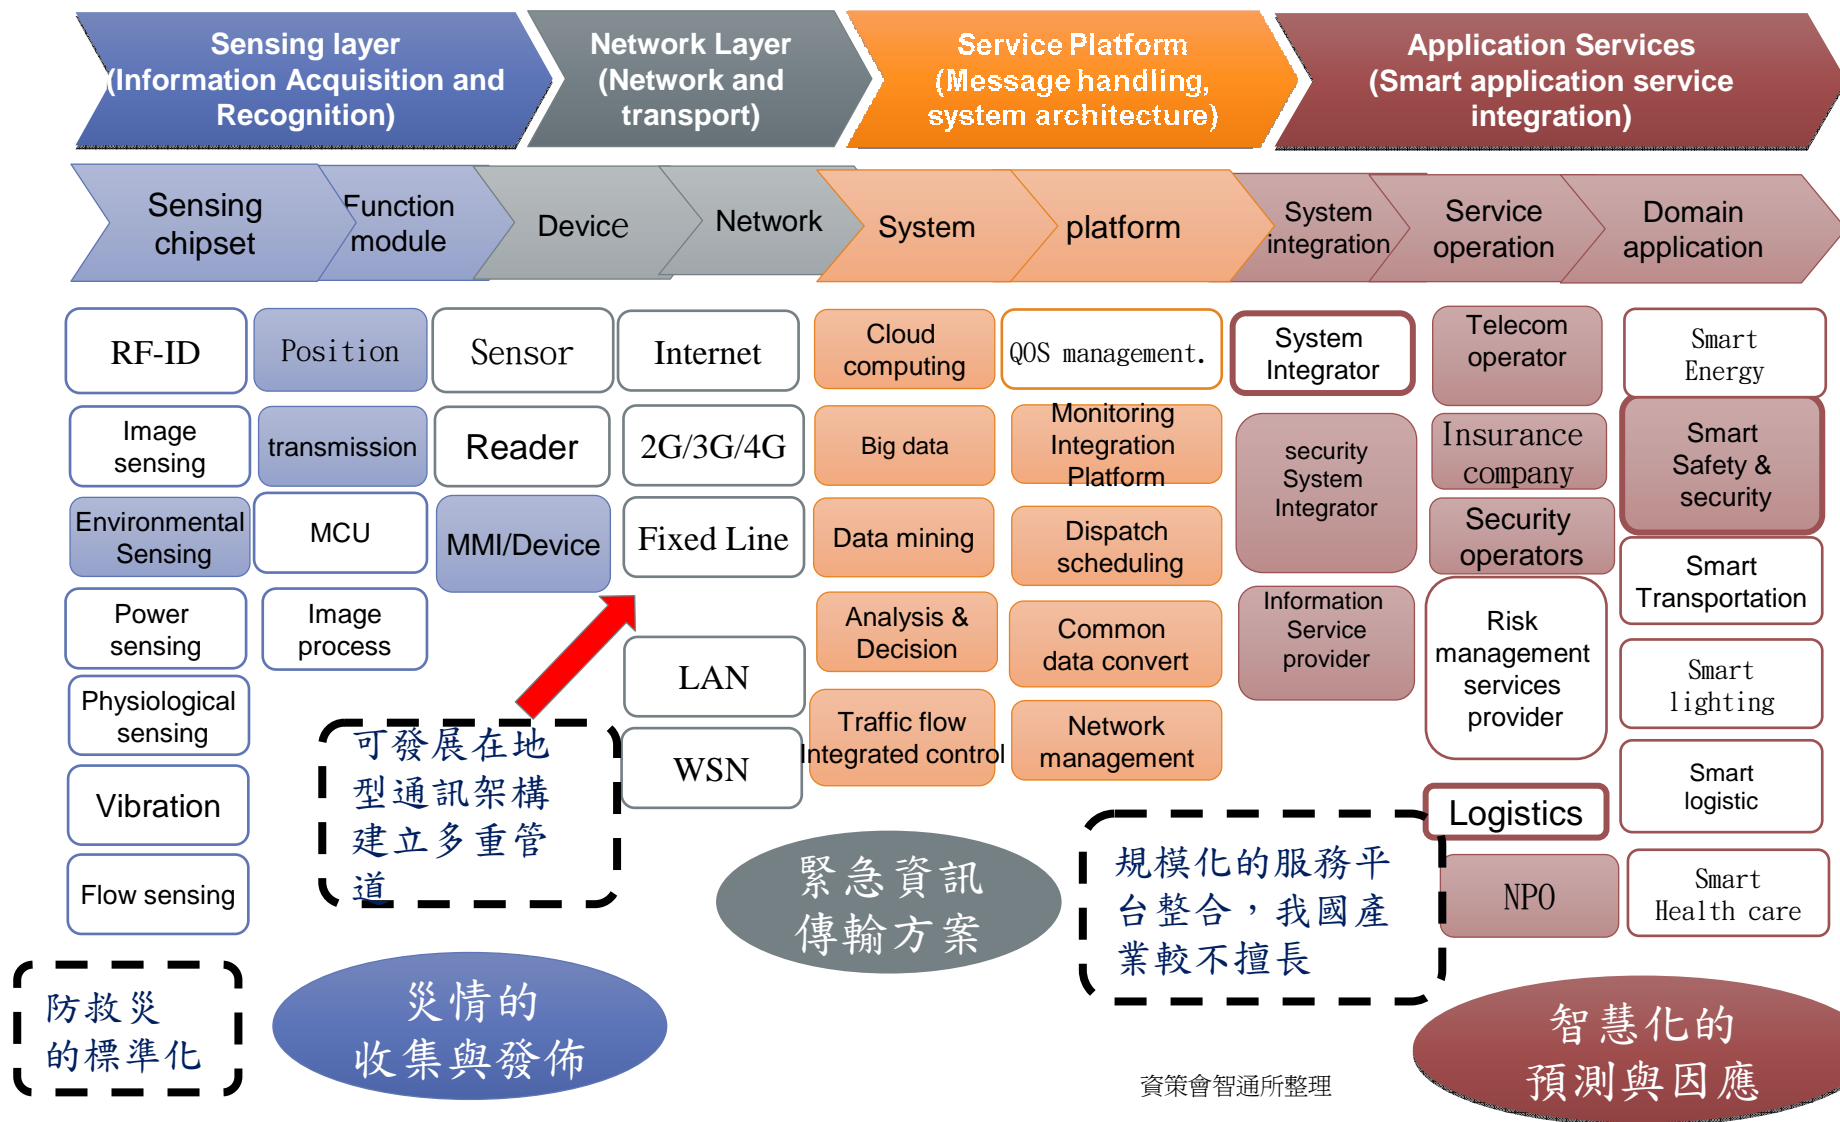 Sensing layer
(Information Acquisition and
Recognition)
Network Layer
(Network and
transport)
Service Platform
(Message handling,
system architecture)
Application Services
(Smart application service
integration)
Sensing
chipset
Function
module
Device
Network
System
platform
System
integration
Service
operation
Domain
application
RF-ID
Image
sensing
Environmental
Sensing
Power
sensing
Physiological
sensing
Vibration
Flow sensing
Position
transmission
MCU
Image
process
Sensor
Reader
MMI/Device
Internet
2G/3G/4G
Fixed Line
LAN
WSN
Cloud
computing
Big data
Data mining
Analysis &
Decision
Traffic flow
Integrated control
QOS management.
Monitoring
Integration
Platform
Dispatch
scheduling
Common
data convert
Network
management
System
Integrator
security
System
Integrator
Information
Service
provider
Telecom
operator
Insurance
company
Security
operators
Risk
management
services
provider
Logistics
NPO
Smart
Energy
Smart
Safety &
security
Smart
Transportation
Smart
lighting
Smart
logistic
Smart
Health care
可發展在地
型通訊架構
建立多重管
道
緊急資訊
傳輸方案
規模化的服務平
台整合，我國產
業較不擅長
防救災
的標準化
災情的
收集與發佈
智慧化的
預測與因應
資策會智通所整理